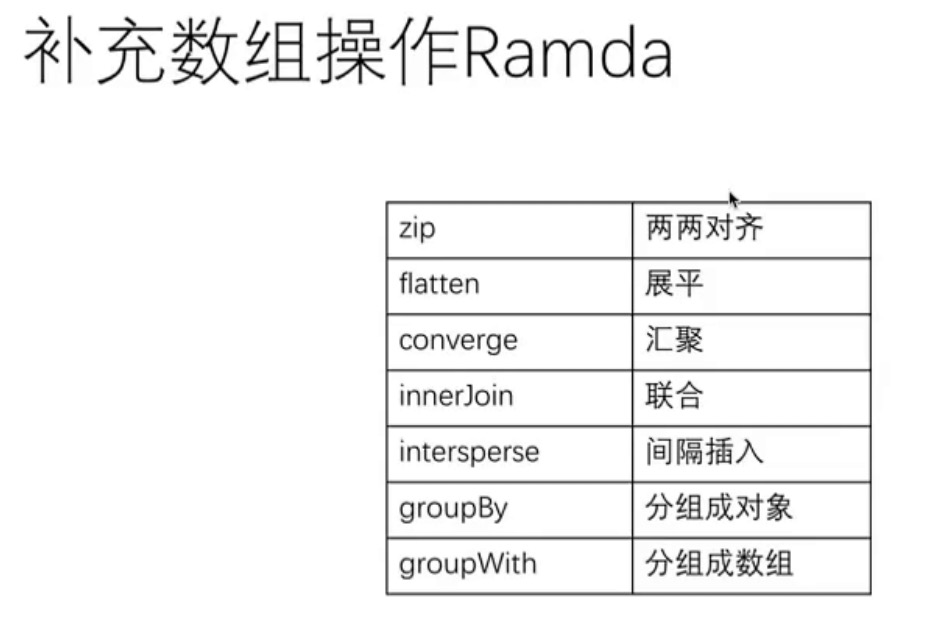 补充数组操作Ramda
zip 两两对齐
flatten 展平
converge 汇聚
innerJoin 联合
intersperse 间隔插入
groupBy 分组成对象
groupWith 分组成数组